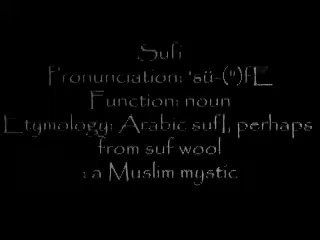 Sufi
Pronunciation: 'sü-(")fE
Function: noun
Etymology: Arabic sufI, perhaps
from suf wool
: a Muslim mystic